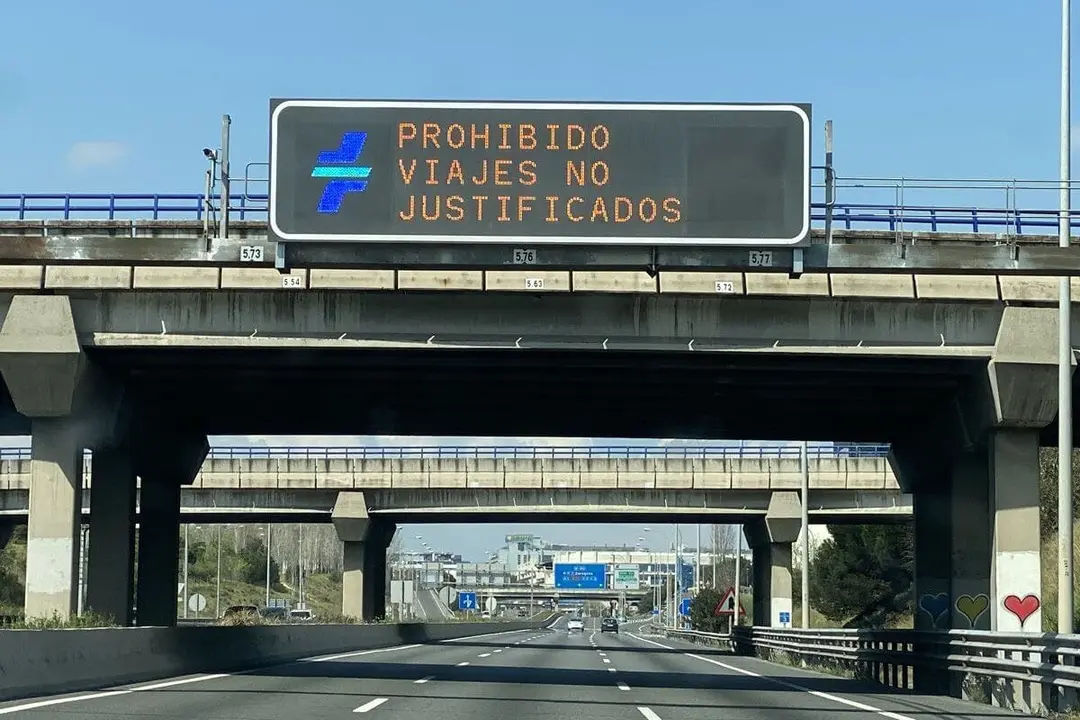 PROHIBIDO
VIAJES NO
JUSTIFICADOS
5,73
5,76
5,77
5.54
5.63
5.72